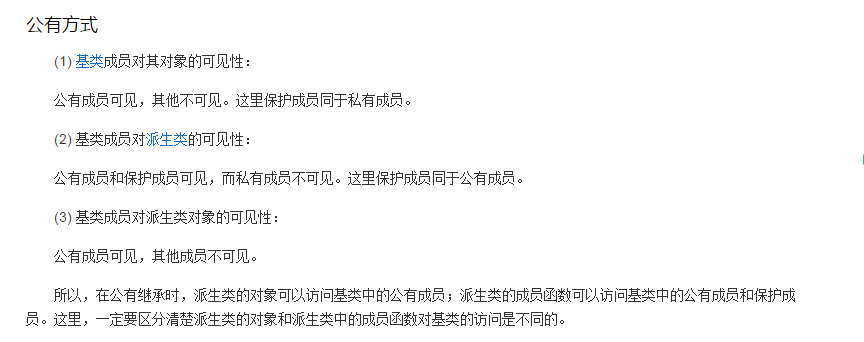 公有方式
(1) 基类成员对其对象的可见性：
公有成员可见，其他不可见。这里保护成员同于私有成员。
(2) 基类成员对派生类的可见性：
公有成员和保护成员可见，而私有成员不可见。这里保护成员同于公有成员。
(3) 基类成员对派生类对象的可见性：
公有成员可见，其他成员不可见。
所以，在公有继承时，派生类的对象可以访问基类中的公有成员；派生类的成员函数可以访问基类中的公有成员和保护成
员。这里，一定要区分清楚派生类的对象和派生类中的成员函数对基类的访问是不同的。